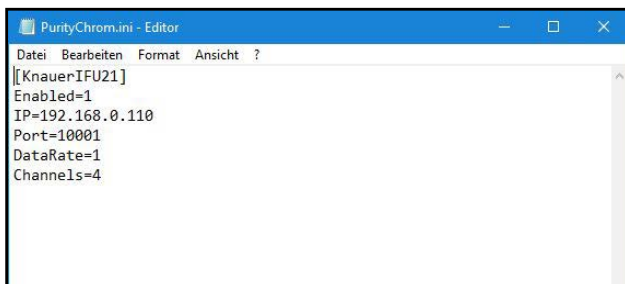 PurityChrom.ini - Editor
Datei Bearbeiten Format Ansicht ?
[KnauerIFU21]
Enabled=1
IP=192.168.0.110
Port=10001
DataRate=1
Channels=4